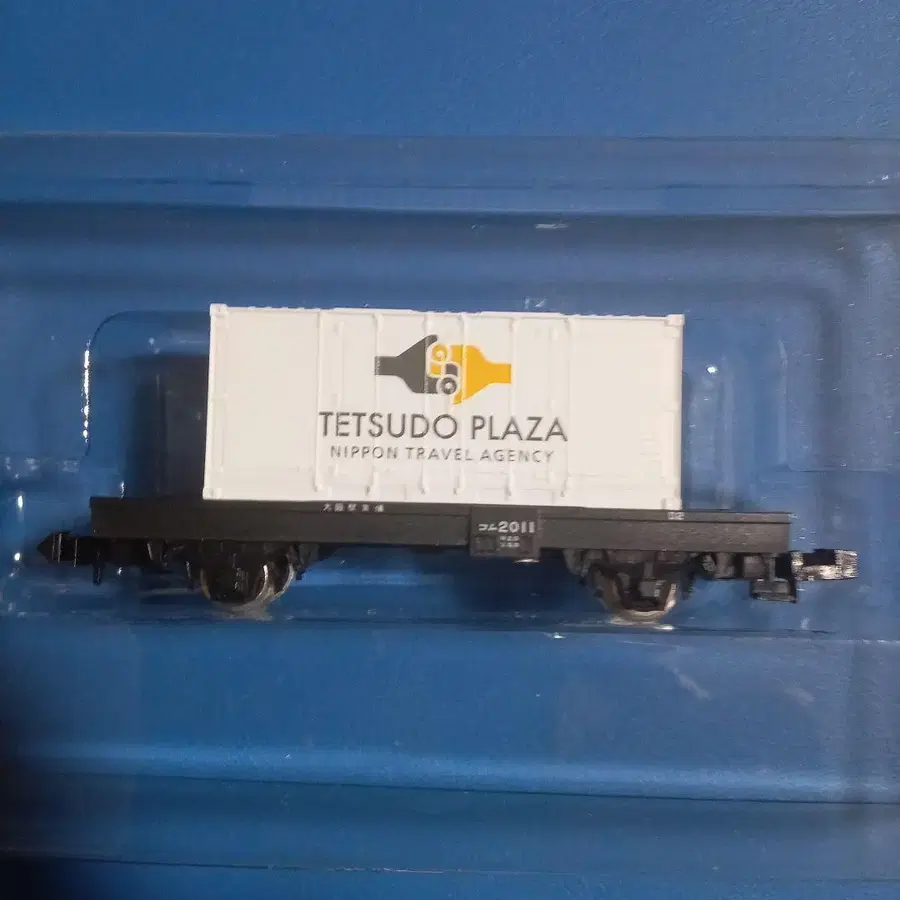 TETSUDO PLAZA
NIPPON TRAVEL AGENCY
コム2011